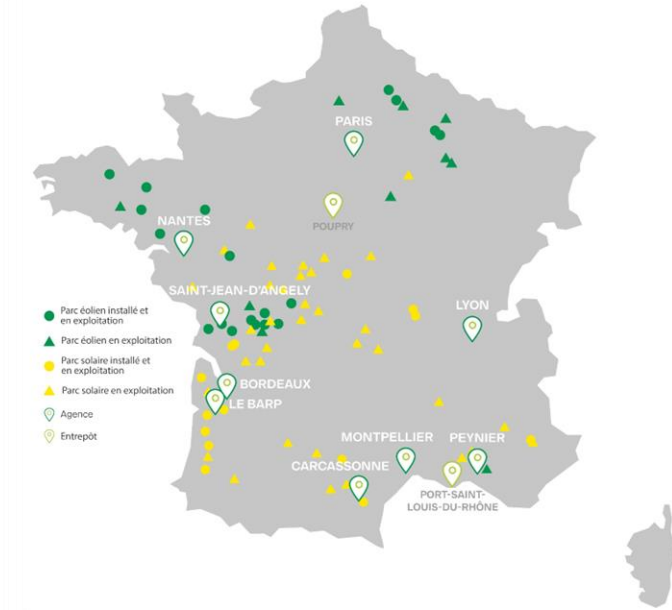 PARIS
POUPRY
NANTES
SAINT-JEAN-D'ANGELY
LYON
Parc éolien installé et
en exploitation
Parc éolien en exploitation
Parc solaire installé et
en exploitation
Parc solaire en exploitation
Agence
Entrepôt
BORDEAUX
LE BARP
MONTPELLIER
PEYNIER
CARCASSONNE
PORT-SAINT-
LOUIS-DU-RHÔNE